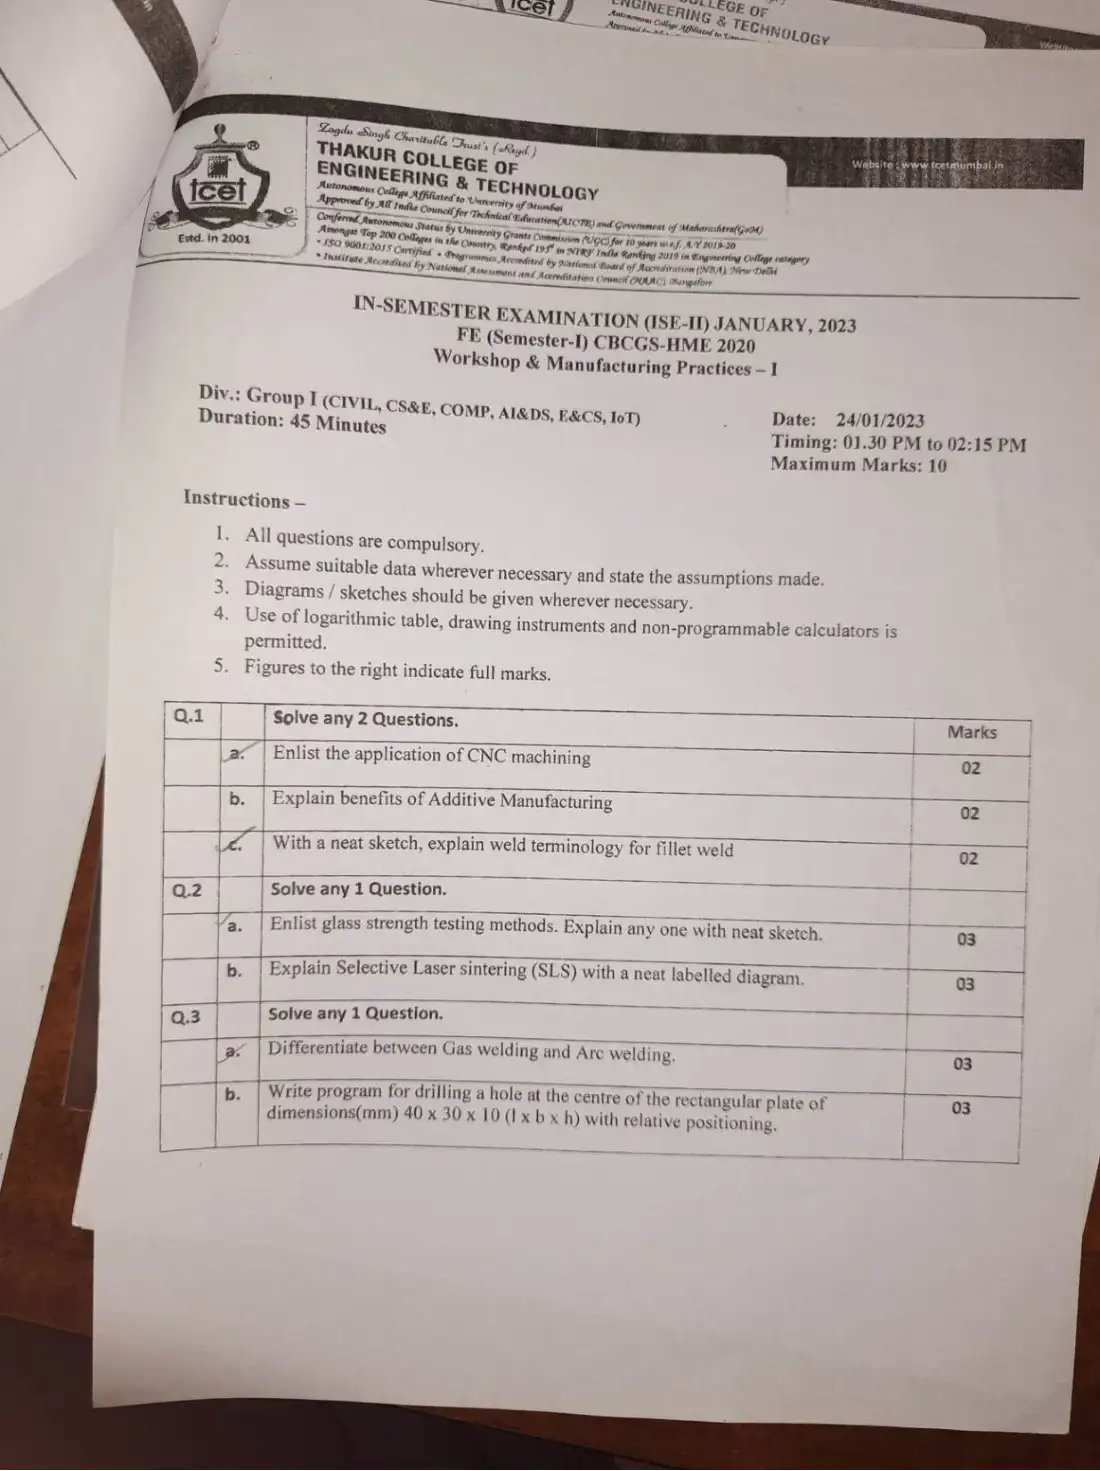 tcet
COLLEGE OF
ENGINEERING & TECHNOLOGY
Autonomous College Affiliated to
in
Zagdu Singh Charitable Trust's (Regd.)
THAKUR COLLEGE OF
ENGINEERING & TECHNOLOGY
Autonomous College Affiliated to University of Mumbai
Approved by All India Council for Technical Education(AICTE) and Government of Maharashtra(GoM)
Conferred Autonomous Status by University Grants Commission (UGC) for 10 years w.e.f. A.Y 2019-20
Amongst Top 200 Colleges in the Country, Ranked 193rd in NIRF India Ranking 2019 in Engineering College category
• ISO 9001:2015 Certified • Programmes Accredited by National Board of Accreditation (NBA), New Delhi
• Institute Accredited by National Assessment and Accreditation Council (NAAC), Bangalore
Website : www.tcetmumbai.in
tcet
®
Estd. in 2001
IN-SEMESTER EXAMINATION (ISE-II) JANUARY, 2023
FE (Semester-I) CBCGS-HME 2020
Workshop & Manufacturing Practices – I
Div.: Group I (CIVIL, CS&E, COMP, AI&DS, E&CS, IoT)
Duration: 45 Minutes
Date: 24/01/2023
Timing: 01.30 PM to 02:15 PM
Maximum Marks: 10
Instructions –
1. All questions are compulsory.
2. Assume suitable data wherever necessary and state the assumptions made.
3. Diagrams / sketches should be given wherever necessary.
4. Use of logarithmic table, drawing instruments and non-programmable calculators is
permitted.
5. Figures to the right indicate full marks.
Q.1 Solve any 2 Questions. Marks
a. Enlist the application of CNC machining 02
b. Explain benefits of Additive Manufacturing 02
c. With a neat sketch, explain weld terminology for fillet weld 02
Q.2 Solve any 1 Question.
a. Enlist glass strength testing methods. Explain any one with neat sketch. 03
b. Explain Selective Laser sintering (SLS) with a neat labelled diagram. 03
Q.3 Solve any 1 Question.
a. Differentiate between Gas welding and Arc welding. 03
b. Write program for drilling a hole at the centre of the rectangular plate of
dimensions(mm) 40 x 30 x 10 (l x b x h) with relative positioning. 03